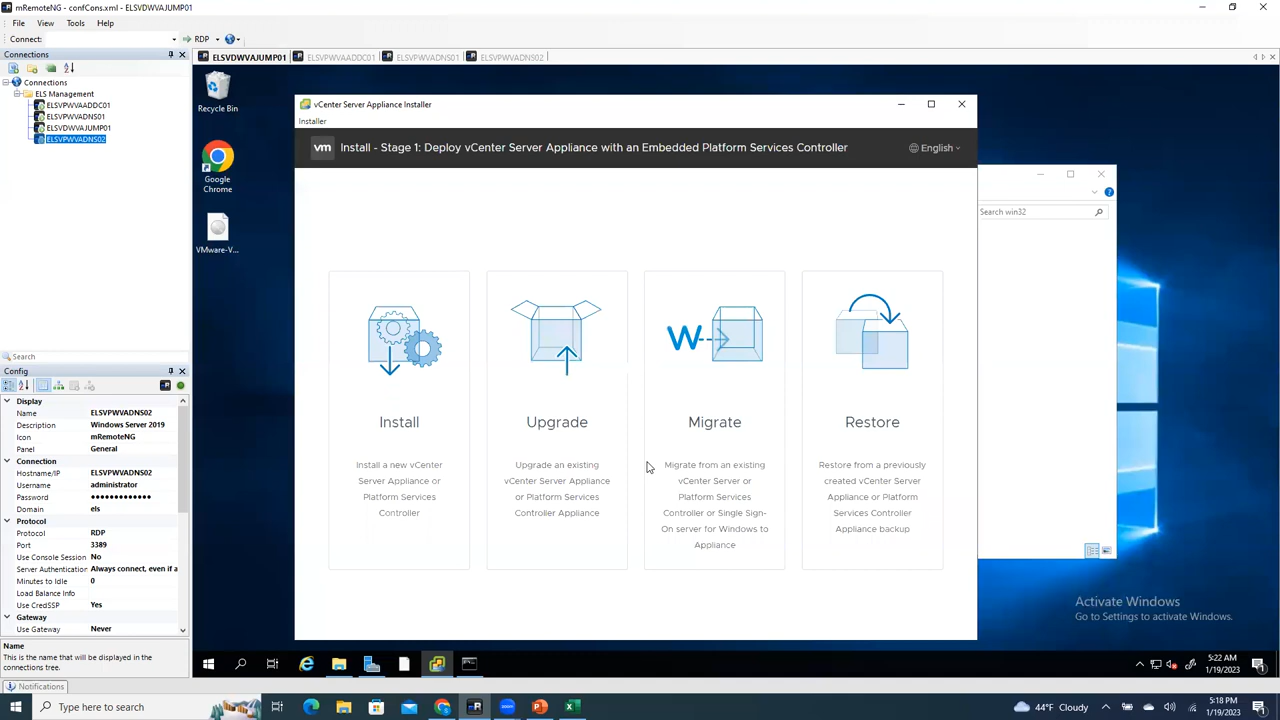 mRemoteNG - confCons.xml - ELSVDWVAJUMP01
File View Tools Help
Connect: RDP
Connections
Connections
ELS Management
ELSVPWVAADDC01
ELSVPWVADNS01
ELSVDWVAJUMP01
ELSVPWVADNS02
Search
Config
Display
Name ELSVPWVADNS02
Description Windows Server 2019
Icon mRemoteNG
Panel General
Connection
Hostname/IP ELSVPWVADNS02
Username administrator
Password ●●●●●●●●●●●●●
Domain els
Protocol
Protocol RDP
Port 3389
Use Console Session No
Server Authentication Always connect, even if a
Minutes to Idle 0
Load Balance Info
Use CredSSP Yes
Gateway
Use Gateway Never
Name
This is the name that will be displayed in the
connections tree.
Notifications
ELSVDWVAJUMP01 ELSVPWVAADDC01 ELSVPWVADNS01 ELSVPWVADNS02
Recycle Bin
Google
Chrome
VMware-V...
vCenter Server Appliance Installer
Installer
vm Install - Stage 1: Deploy vCenter Server Appliance with an Embedded Platform Services Controller English
Install
Install a new vCenter
Server Appliance or
Platform Services
Controller
Upgrade
Upgrade an existing
vCenter Server Appliance
or Platform Services
Controller Appliance
Migrate
Migrate from an existing
vCenter Server or
Platform Services
Controller or Single Sign-
On server for Windows to
Appliance
Restore
Restore from a previously
created vCenter Server
Appliance or Platform
Services Controller
Appliance backup
Search win32
Activate Windows
Go to Settings to activate Windows.
5:22 AM
1/19/2023
Type here to search
44°F Cloudy
5:18 PM
1/19/2023